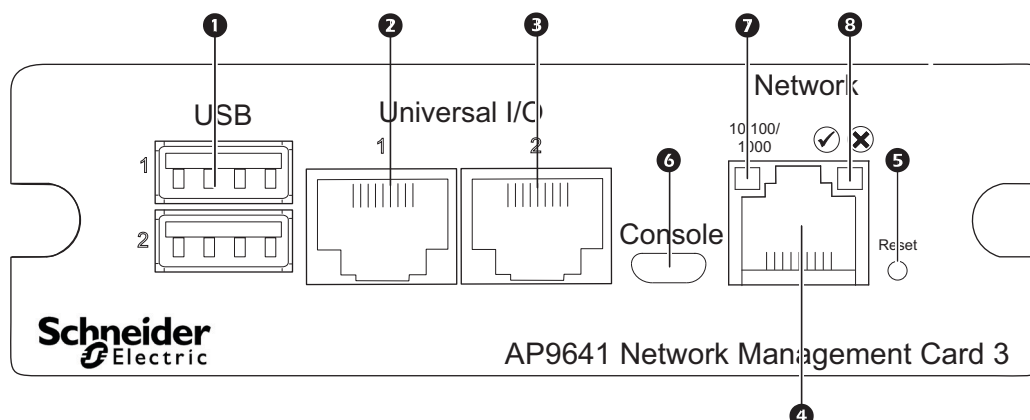 1 2 3 7 8
Network
USB Universal I/O
10/100/
1000
1 2
6
1
5
2
Console
Reset
Schneider
Electric
AP9641 Network Management Card 3
4